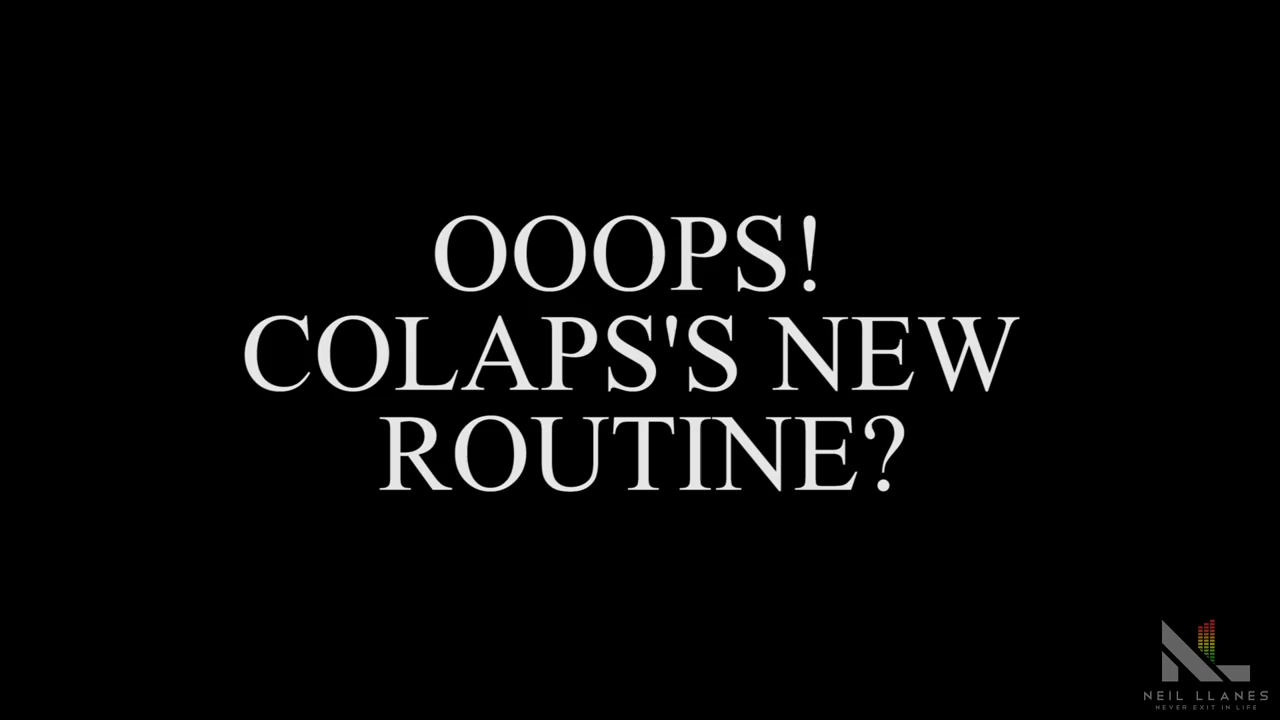 OOOPS!
COLAPS'S NEW
ROUTINE?
NEIL LLANES
NEVER EXIT IN LIFE